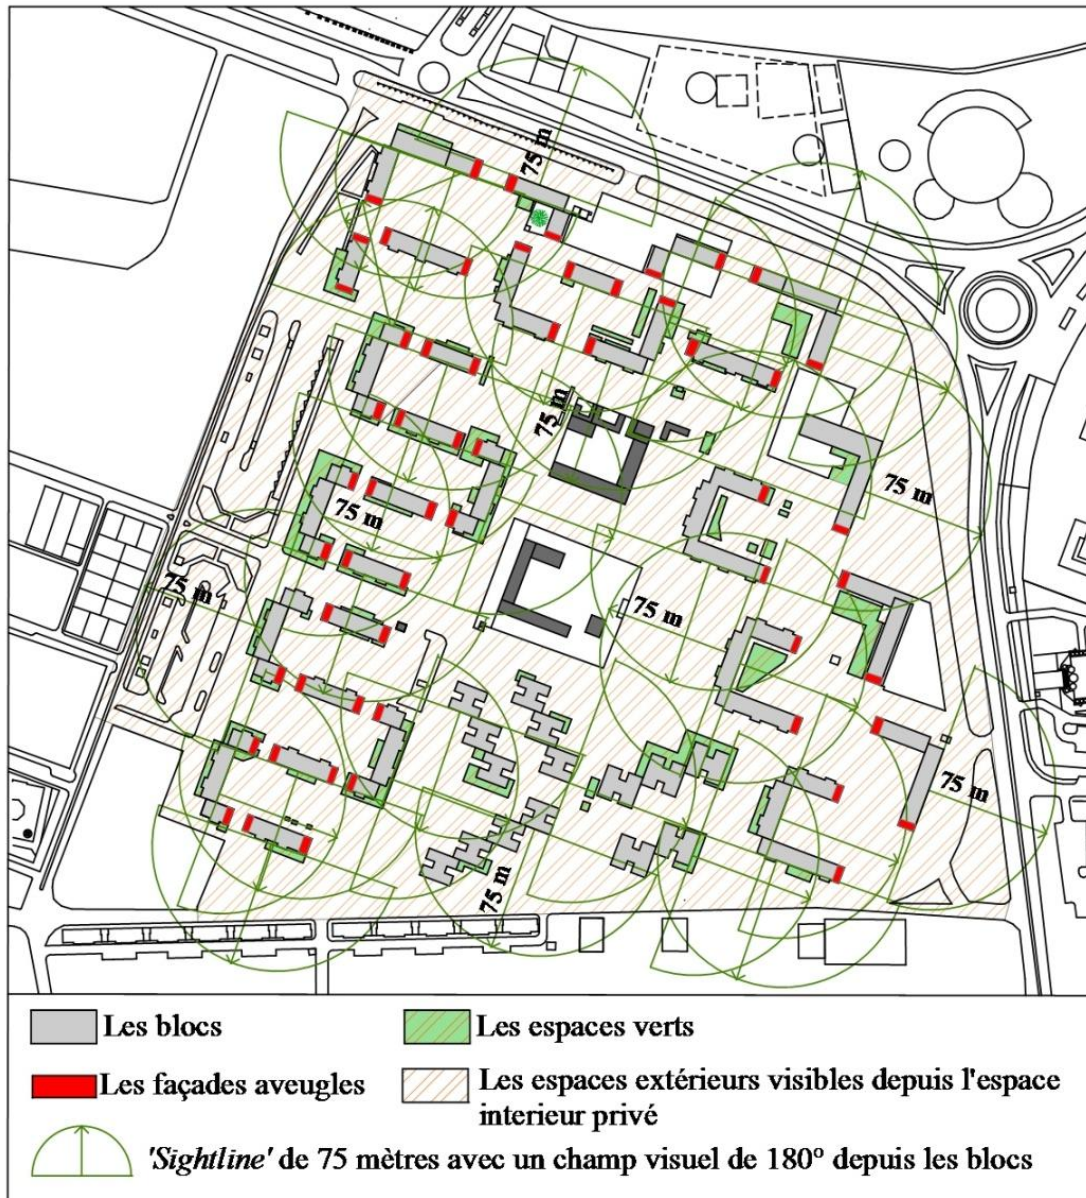 75 m
75 m
75 m
75 m
75 m
75 m
75 m
75 m
Les blocs
Les espaces verts
Les façades aveugles
Les espaces extérieurs visibles depuis l'espace
interieur privé
'Sightline' de 75 mètres avec un champ visuel de 180° depuis les blocs